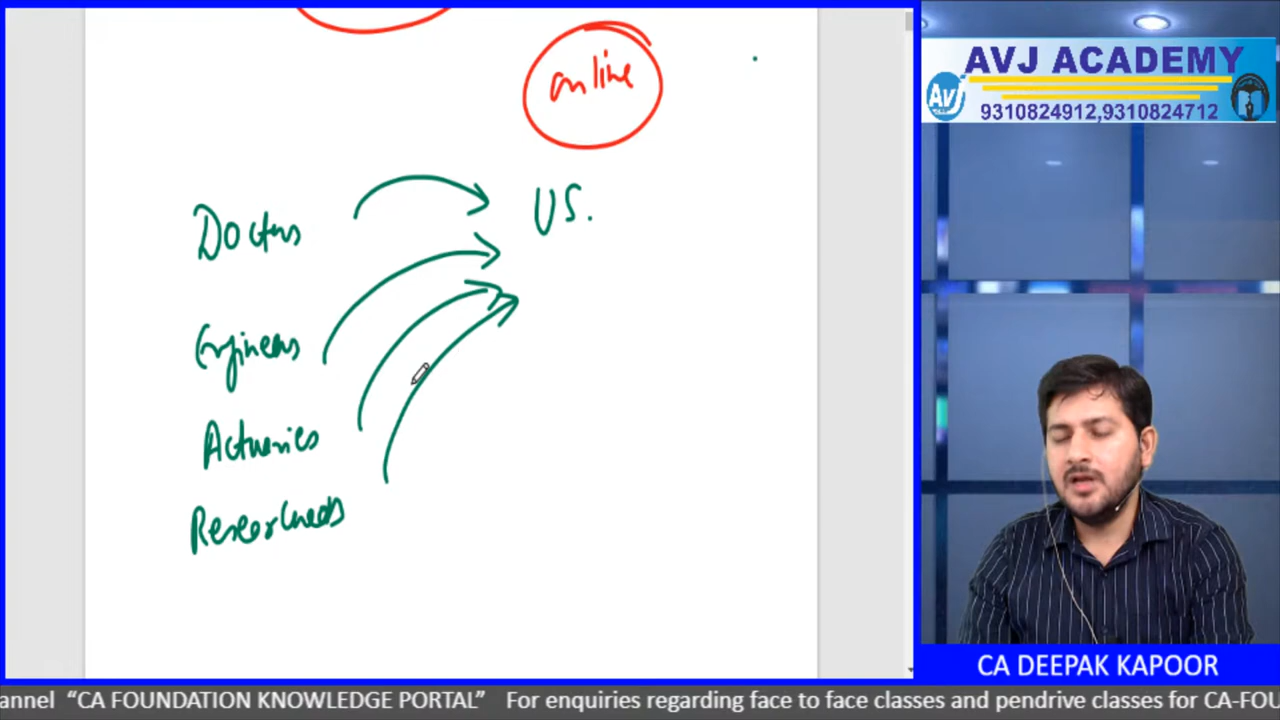 online
US.
Doctors
Engineers
Actuaries
Researchers
AVJ ACADEMY
AV
9310824912,9310824712
CA DEEPAK KAPOOR
annel “CA FOUNDATION KNOWLEDGE PORTAL” For enquiries regarding face to face classes and pendrive classes for CA-FOU